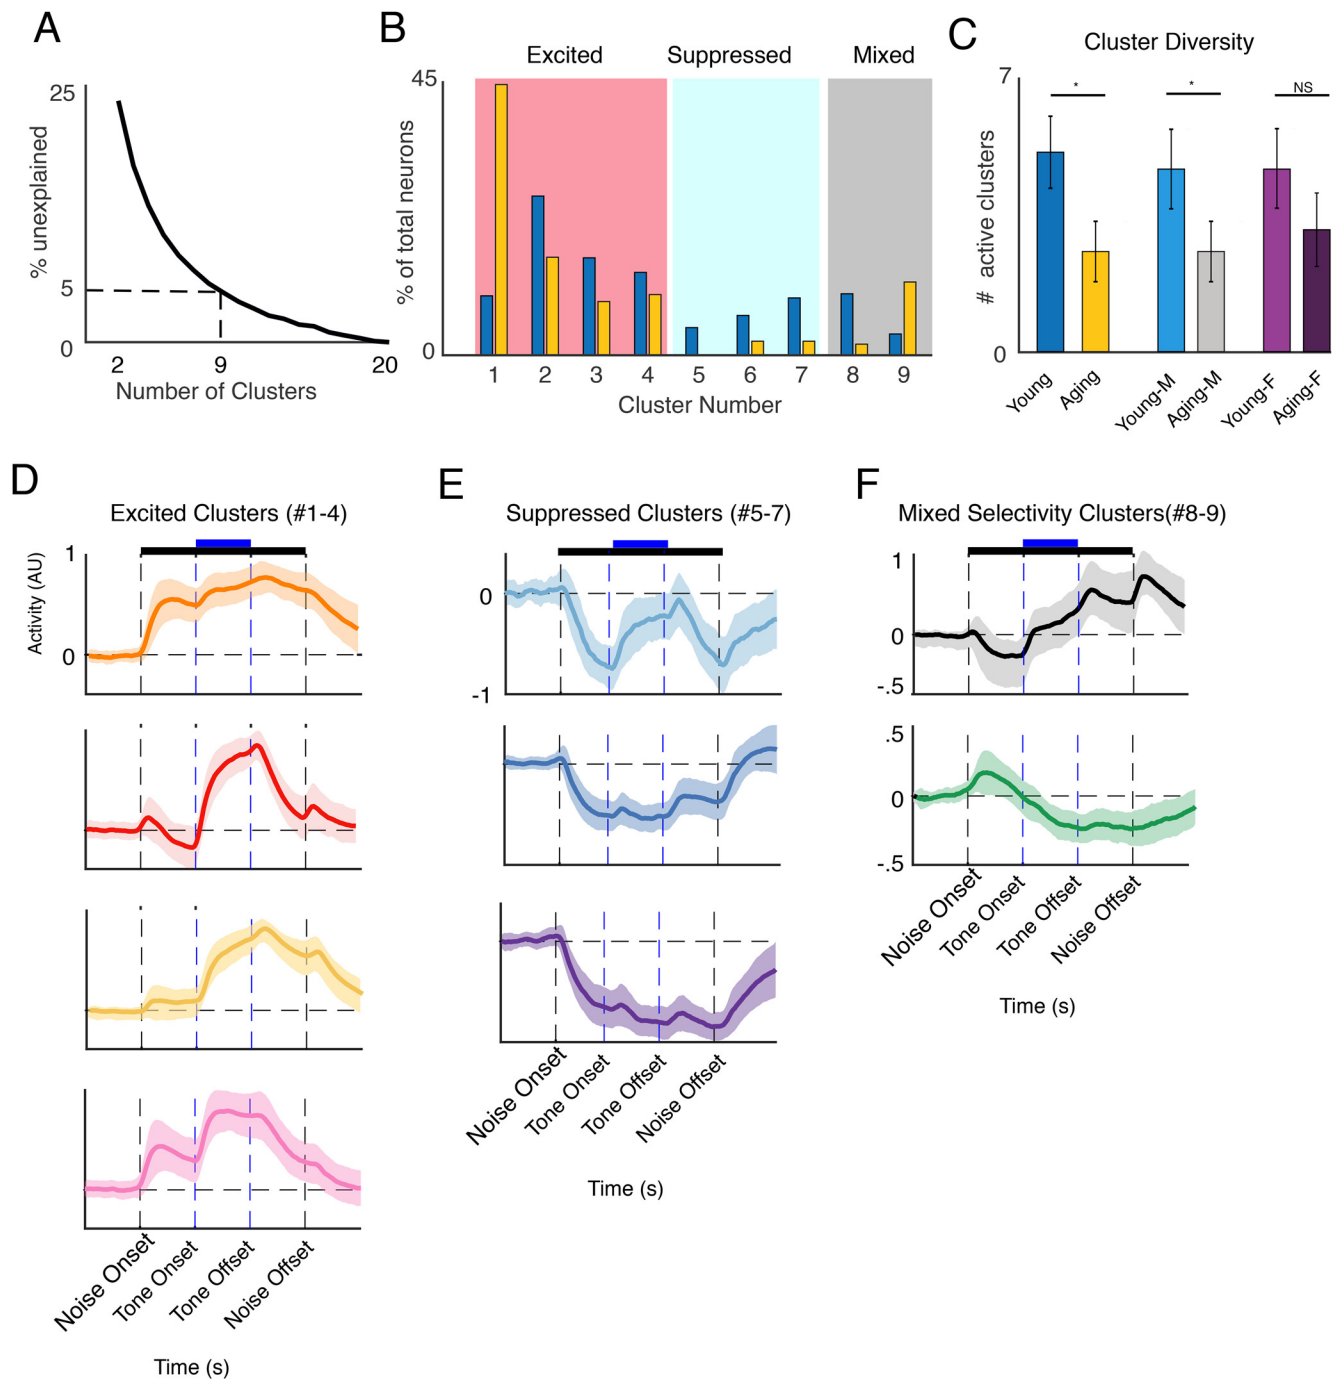 A
25
% unexplained
5
0
2
9
20
Number of Clusters
B
Excited
Suppressed
Mixed
45
% of total neurons
0
1
2
3
4
5
6
7
8
9
Cluster Number
C
Cluster Diversity
7
# active clusters
0
*
*
NS
Young
Aging
Young-M
Aging-M
Young-F
Aging-F
D
Excited Clusters (#1-4)
1
Activity (AU)
0
Noise Onset
Tone Onset
Tone Offset
Noise Offset
Time (s)
E
Suppressed Clusters (#5-7)
0
-1
Noise Onset
Tone Onset
Tone Offset
Noise Offset
Time (s)
F
Mixed Selectivity Clusters(#8-9)
1
0
-.5
.5
0
-.5
Noise Onset
Tone Onset
Tone Offset
Noise Offset
Time (s)